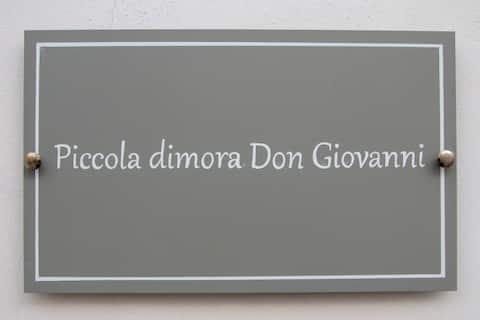 Piccola dimora Don Giovanni